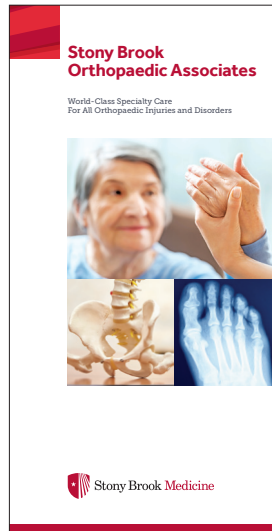 Stony Brook
Orthopaedic Associates
World-Class Specialty Care
For All Orthopaedic Injuries and Disorders
Stony Brook Medicine